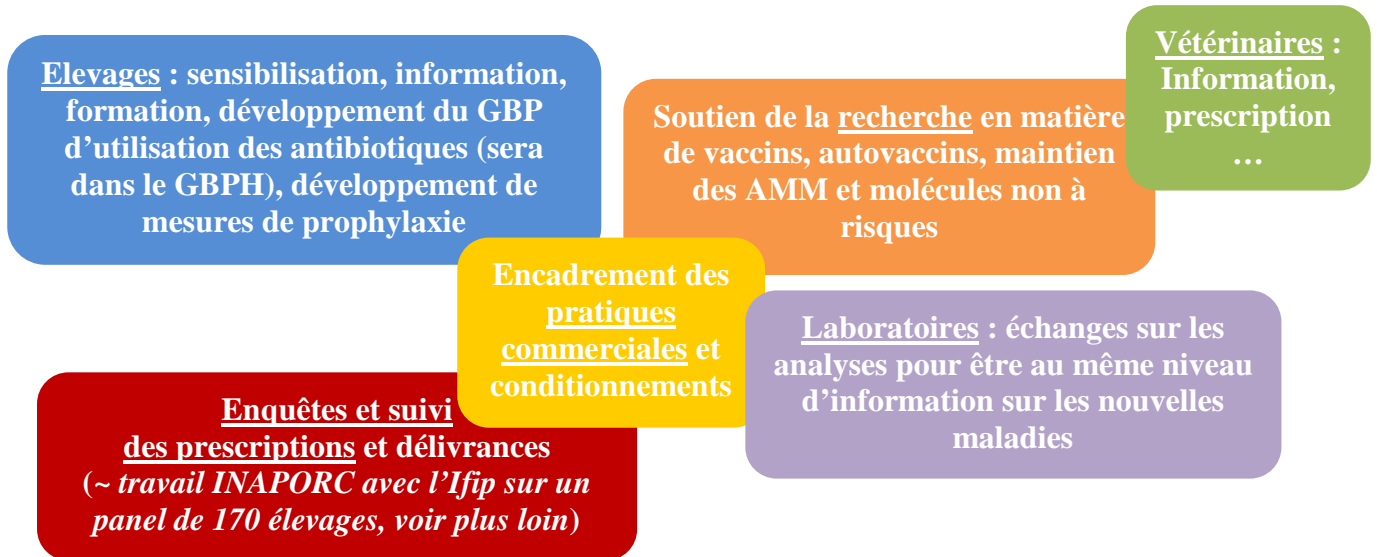 Elevages : sensibilisation, information,
formation, développement du GBP
d’utilisation des antibiotiques (sera
dans le GBPH), développement de
mesures de prophylaxie
Soutien de la recherche en matière
de vaccins, autovaccins, maintien
des AMM et molécules non à
risques
Vétérinaires :
Information,
prescription
…
Encadrement des
pratiques
commerciales et
conditionnements
Laboratoires : échanges sur les
analyses pour être au même niveau
d’information sur les nouvelles
maladies
Enquêtes et suivi
des prescriptions et délivrances
(~ travail INAPORC avec l’Ifip sur un
panel de 170 élevages, voir plus loin)